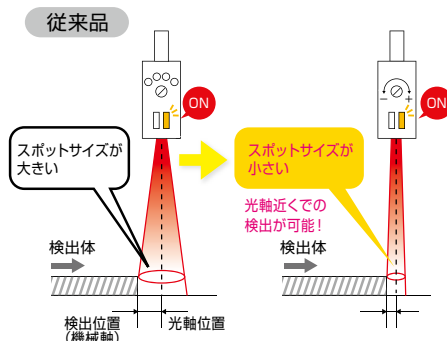 従来品
ON
スポットサイズが
大きい
検出体
検出位置
(機械軸)
光軸位置
− +
ON
スポットサイズが
小さい
光軸近くでの
検出が可能!
検出体